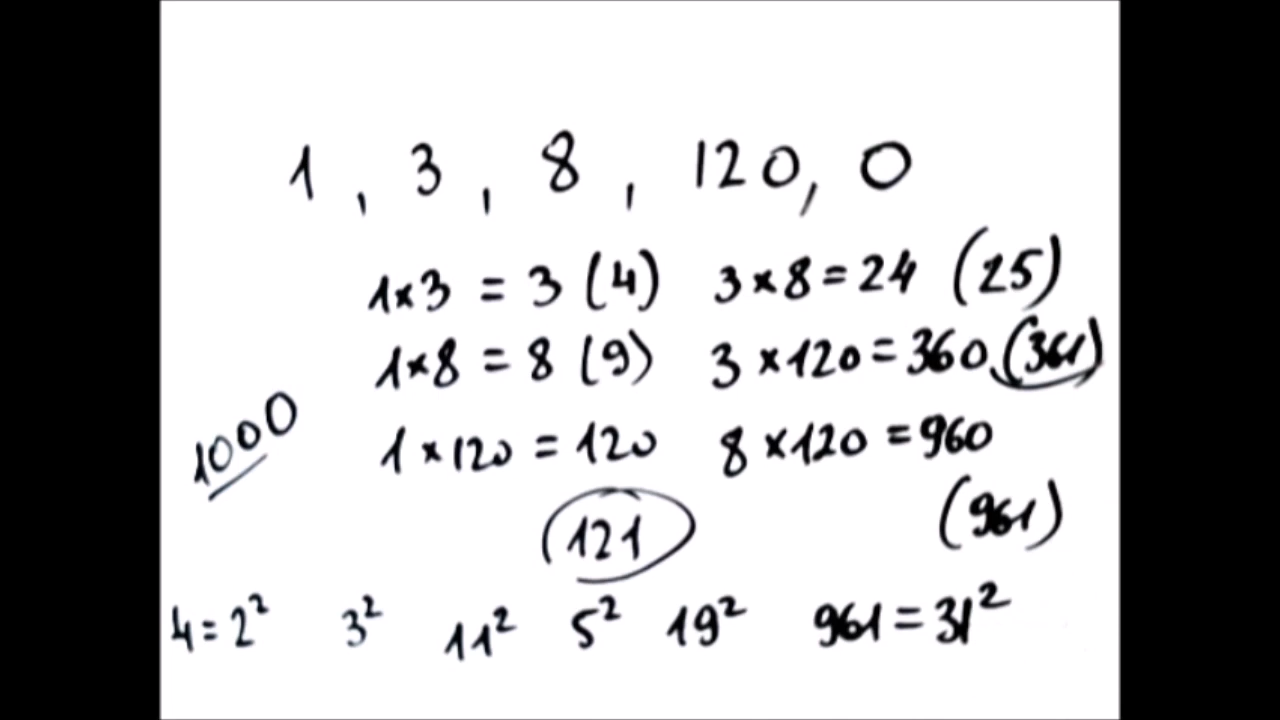 1 , 3 , 8 , 120, 0
1×3 = 3 (4) 3×8=24 (25)
1×8 = 8 (9) 3×120=360 (361)
1000
1×120 = 120 8×120=960
(121) (961)
4=2² 3² 11² 5² 19² 961=31²